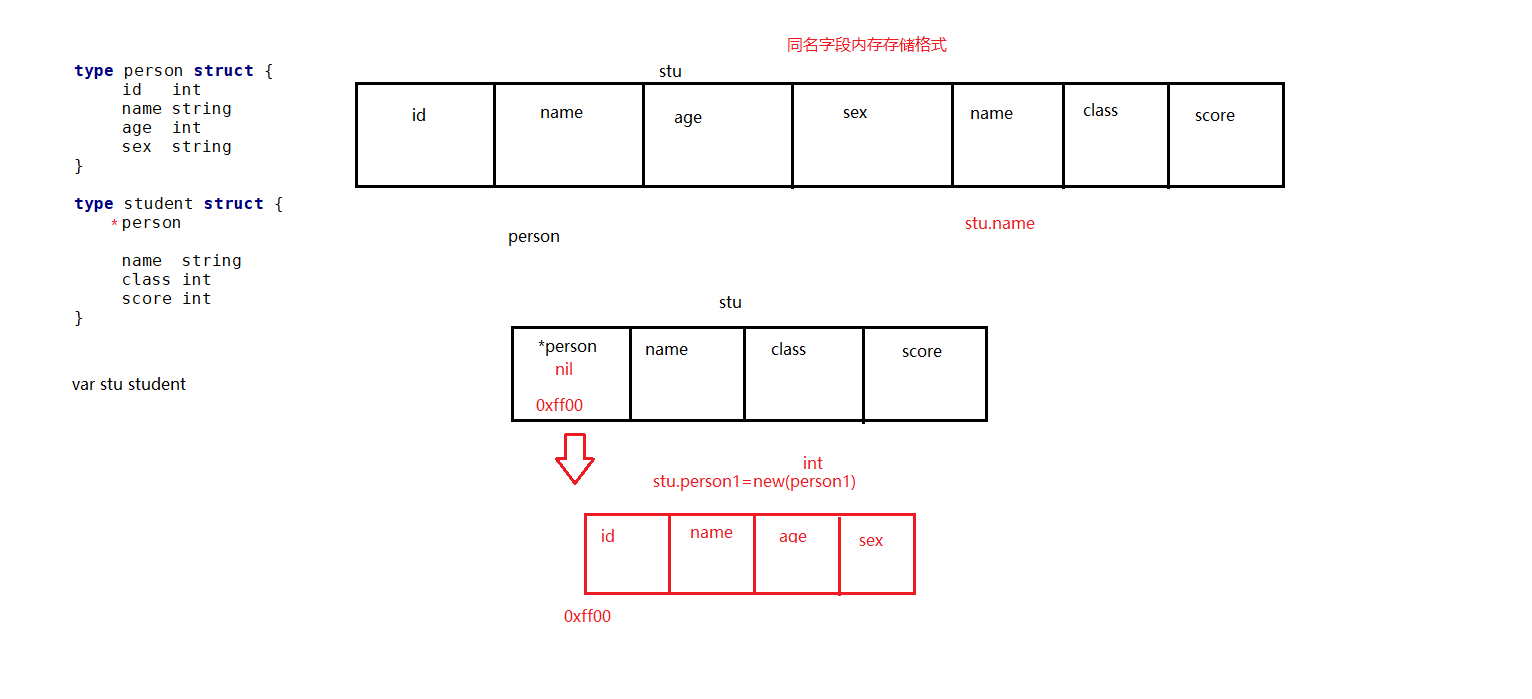 同名字段内存存储格式
type person struct {
id int
name string
age int
sex string
}
type student struct {
*person
name string
class int
score int
}
var stu student
stu
id name age sex name class score
person
stu.name
stu
*person name class score
nil
0xff00
int
stu.person1=new(person1)
id name age sex
0xff00